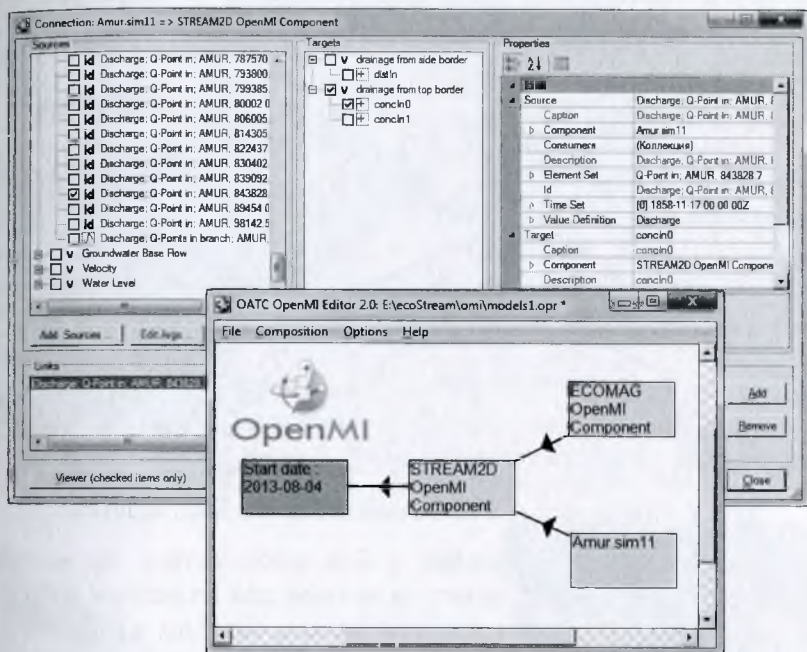 Connection: Amur.sim11 => STREAM2D OpenMI Component
Sources
Discharge; Q-Point in; AMUR, 787570
Discharge; Q-Point in; AMUR, 793800.
Discharge; Q-Point in; AMUR, 799385.
Discharge; Q-Point in; AMUR, 80002 0
Discharge; Q-Point in; AMUR, 806005.
Discharge; Q-Point in; AMUR, 814305.
Discharge; Q-Point in; AMUR, 822437
Discharge; Q-Point in; AMUR, 830402
Discharge; Q-Point in; AMUR, 839092.
Discharge; Q-Point in; AMUR, 843828.
Discharge; Q-Point in; AMUR, 89454 0
Discharge; Q-Point in; AMUR, 98142.5
Discharge; Q-Ponts in branch; AMUR,
Groundwater Base Flow
Velocity
Water Level
Add Sources ...
Edit Args ...
Targets
drainage from side border
distIn
drainage from top border
concIn0
concIn1
Properties
Source Discharge; Q-Point in; AMUR, 8
Caption Discharge; Q-Point in; AMUR, 8
Component Amur.sim11
Consumers (Коллекция)
Description Discharge; Q-Point in; AMUR,
Element Set Q-Point in; AMUR, 843828 7
Id Discharge; Q-Point in; AMUR, 8
Time Set [0] 1858-11-17 00 00 00Z
Value Definition Discharge
Target concIn0
Caption concIn0
Component STREAM2D OpenMI Compone
Description concIn0
Links
Discharge; Q-Point in; AMUR, 843828
Viewer (checked items only)
Add
Remove
Close
OATC OpenMI Editor 2.0: E:\ecoStream\omi\models1.opr *
File Composition Options Help
OpenMI
Start date :
2013-08-04
STREAM2D
OpenMI
Component
ECOMAG
OpenMI
Component
Amur.sim11